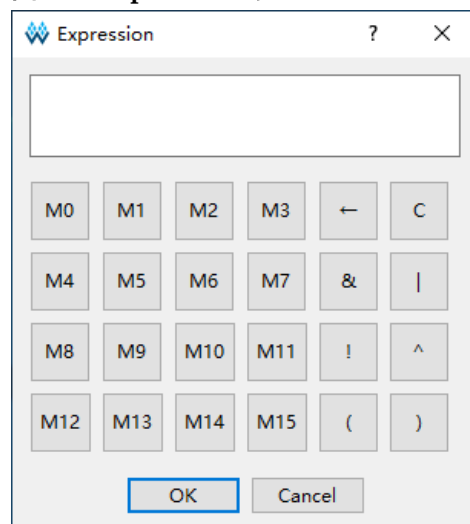 Expression ? ×
M0 M1 M2 M3 ← C
M4 M5 M6 M7 & |
M8 M9 M10 M11 ! ^
M12 M13 M14 M15 ( )
OK Cancel